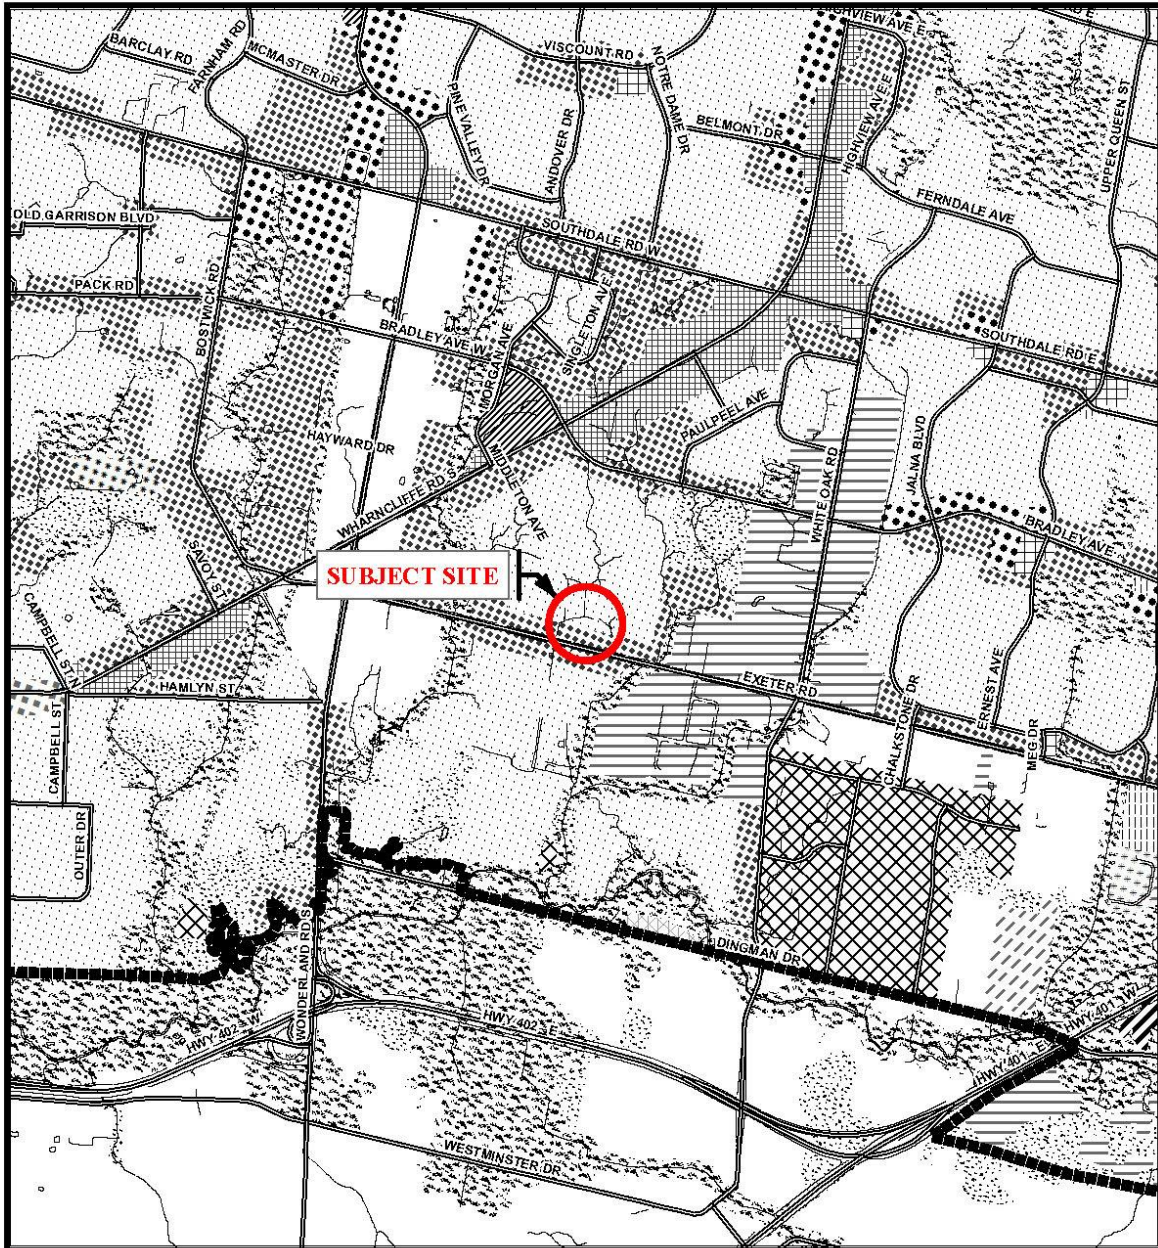 BARCLAY RD
FARNHAM RD
MCMASTER DR
VISCOUNT RD
NOTRE DAME DR
HIGHVIEW AVE E
PINE VALLEY DR
ANDOVER DR
BELMONT DR
HIGHVIEW AVE E
UPPER QUEEN ST
FERNDALE AVE
OLD GARRISON BLVD
SOUTHDALE RD W
PACK RD
BOSTWICK RD
BRADLEY AVE W
MORGAN AVE
SINGLETON AVE
SOUTHDALE RD E
PAULPEEL AVE
HAYWARD DR
MIDDLETON AVE
WHARNCLIFFE RD S
WHITE OAK RD
JALNA BLVD
BRADLEY AVE
SAVOY ST
SUBJECT SITE
CAMPBELL ST N
HAMLYN ST
EXETER RD
CHALKSTONE DR
ERNEST AVE
MEG DR
CAMPBELL ST
OUTER DR
WONDERLAND RD S
DINGMAN DR
HWY 402 W
HWY 402 E
HWY 401 W
HWY 401 E
WESTMINSTER DR